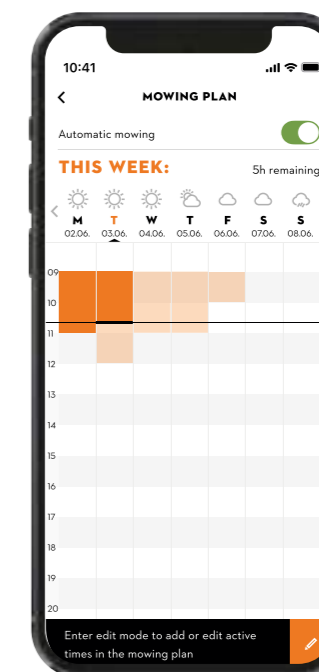 10:41
MOWING PLAN
Automatic mowing
THIS WEEK: 5h remaining
M T W T F S S
02.06. 03.06. 04.06. 05.06. 06.06. 07.06. 08.06.
09
10
11
12
13
14
15
16
17
18
19
20
Enter edit mode to add or edit active
times in the mowing plan